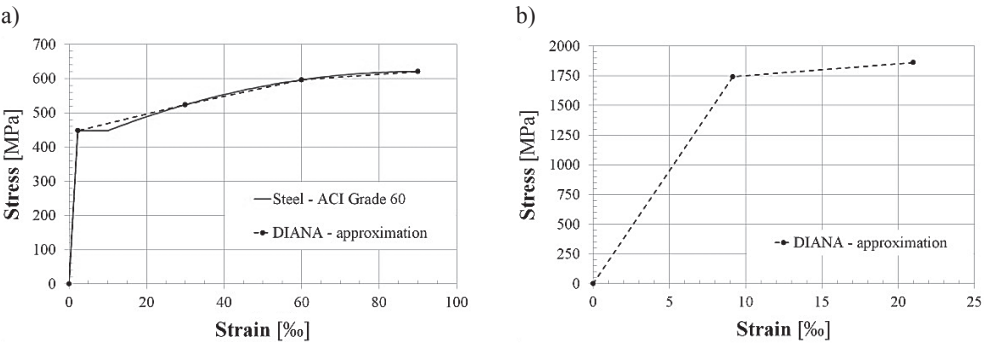 a)
700
600
500
400
300
200
100
0
0 20 40 60 80 100
Stress [MPa]
Strain [‰]
Steel - ACI Grade 60
DIANA - approximation
b)
2000
1750
1500
1250
1000
750
500
250
0
0 5 10 15 20 25
Stress [MPa]
Strain [‰]
DIANA - approximation